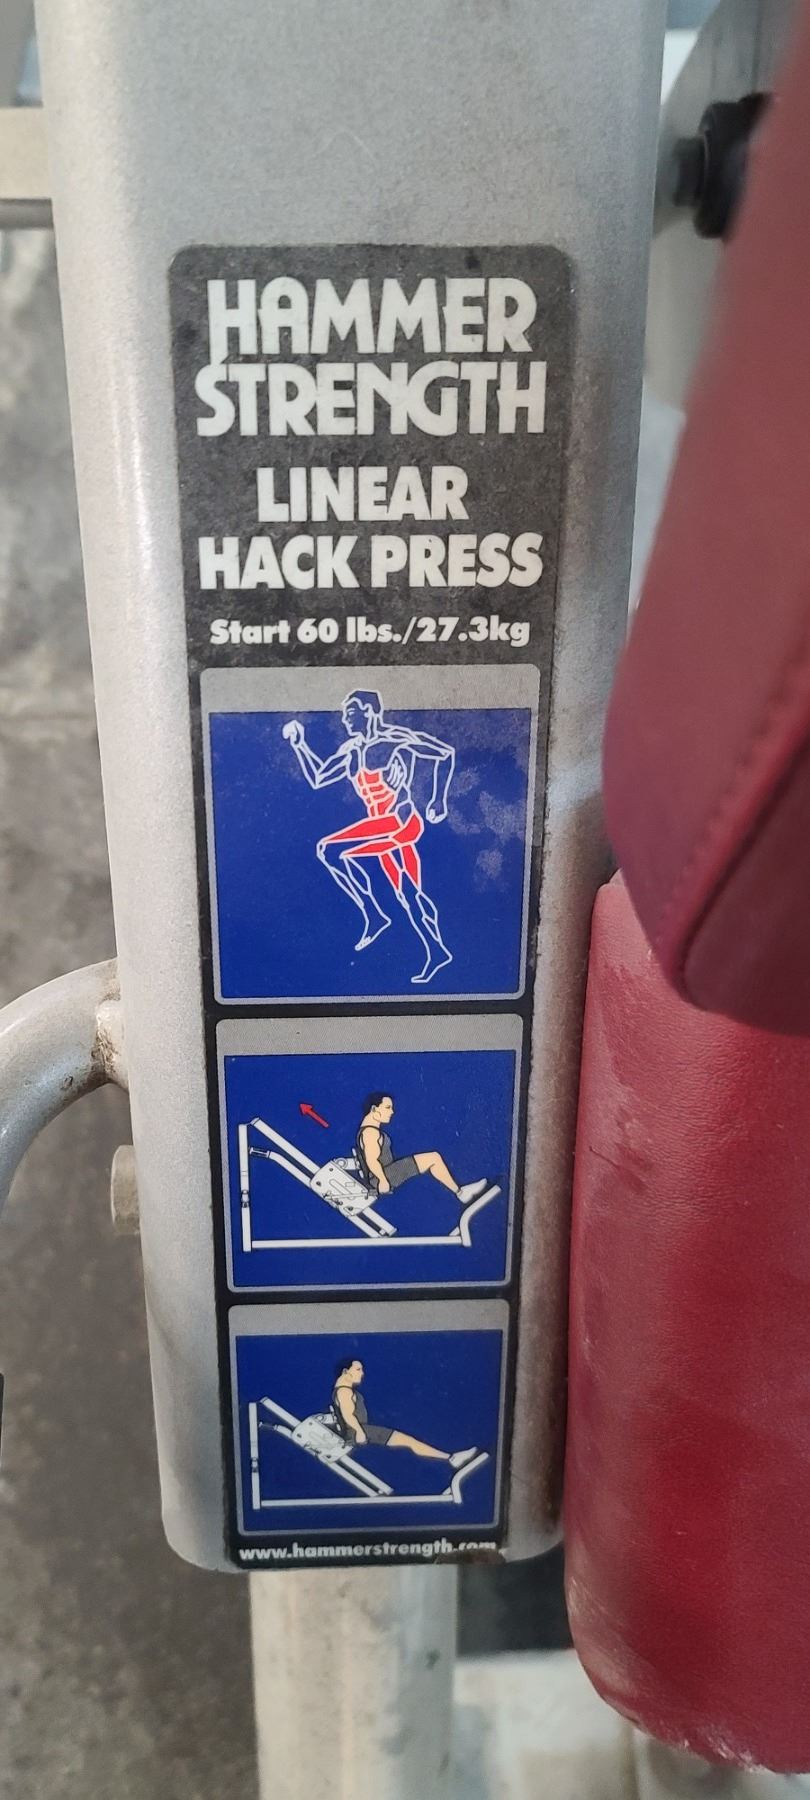 HAMMER
STRENGTH
LINEAR
HACK PRESS
Start 60 lbs./27.3kg
www.hammerstrength.com